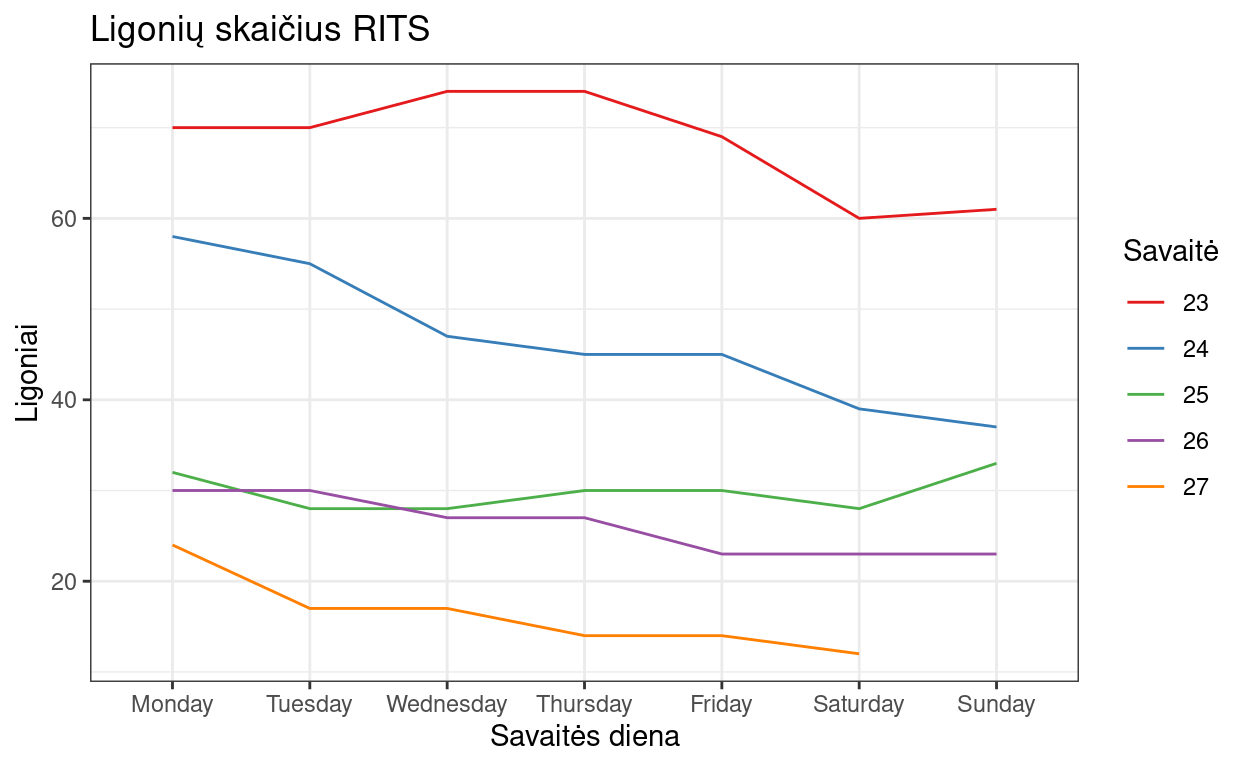 Ligonių skaičius RITS
Ligoniai
60
40
20
Monday Tuesday Wednesday Thursday Friday Saturday Sunday
Savaitės diena
Savaitė
23
24
25
26
27